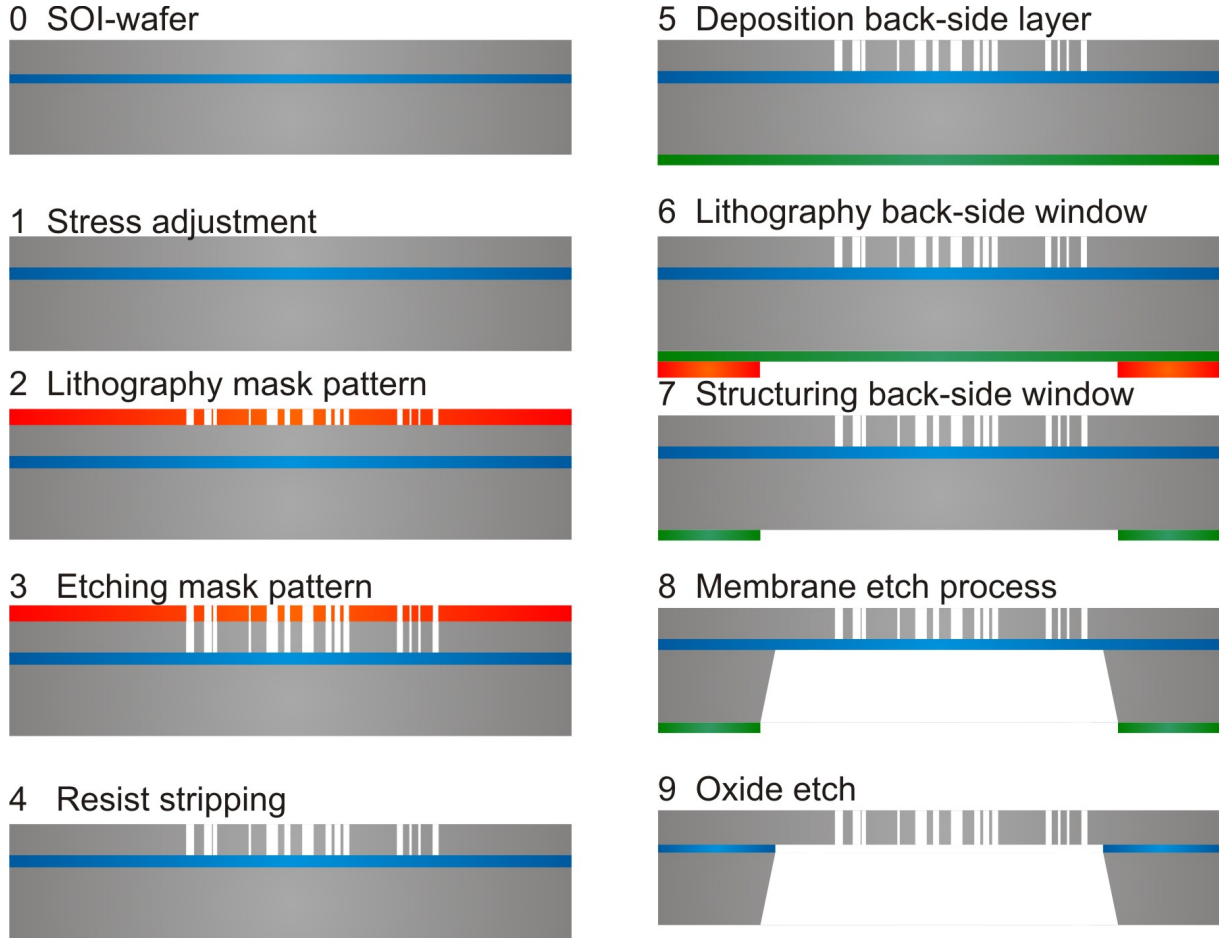 0 SOI-wafer
1 Stress adjustment
2 Lithography mask pattern
3 Etching mask pattern
4 Resist stripping
5 Deposition back-side layer
6 Lithography back-side window
7 Structuring back-side window
8 Membrane etch process
9 Oxide etch